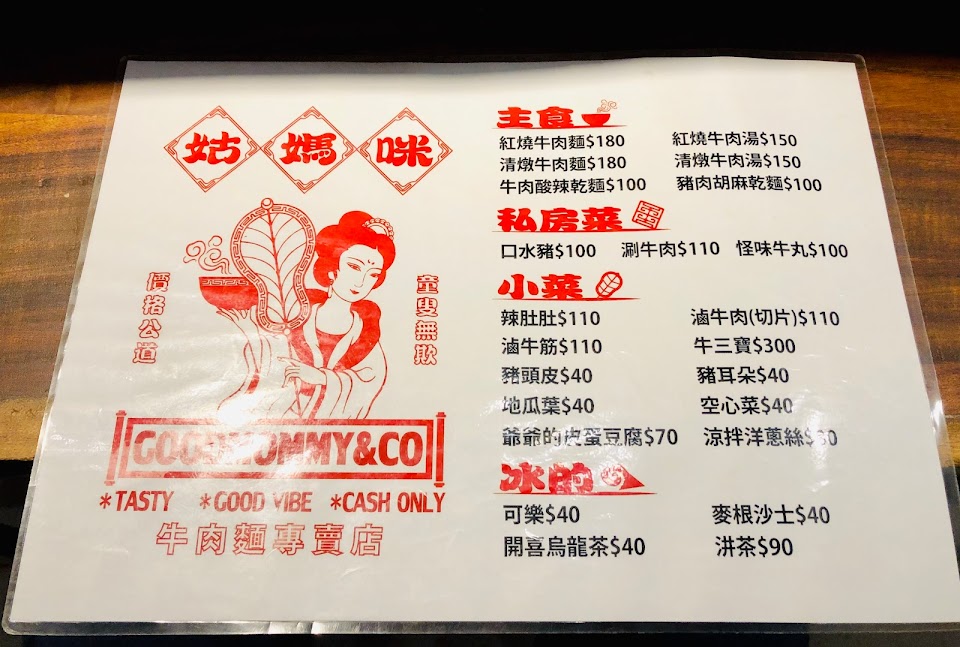 姑媽咪
價格公道
童叟無欺
&CO
*TASTY *GOOD VIBE *CASH ONLY
牛肉麵專賣店
主食
紅燒牛肉麵$180 紅燒牛肉湯$150
清燉牛肉麵$180 清燉牛肉湯$150
牛肉酸辣乾麵$100 豬肉胡麻乾麵$100
私房菜
口水豬$100 涮牛肉$110 怪味牛丸$100
小菜
辣肚肚$110 滷牛肉(切片)$110
滷牛筋$110 牛三寶$300
豬頭皮$40 豬耳朵$40
地瓜葉$40 空心菜$40
爺爺的皮蛋豆腐$70 涼拌洋蔥絲
冰的
可樂$40 麥根沙士$40
開喜烏龍茶$40 汫茶$90